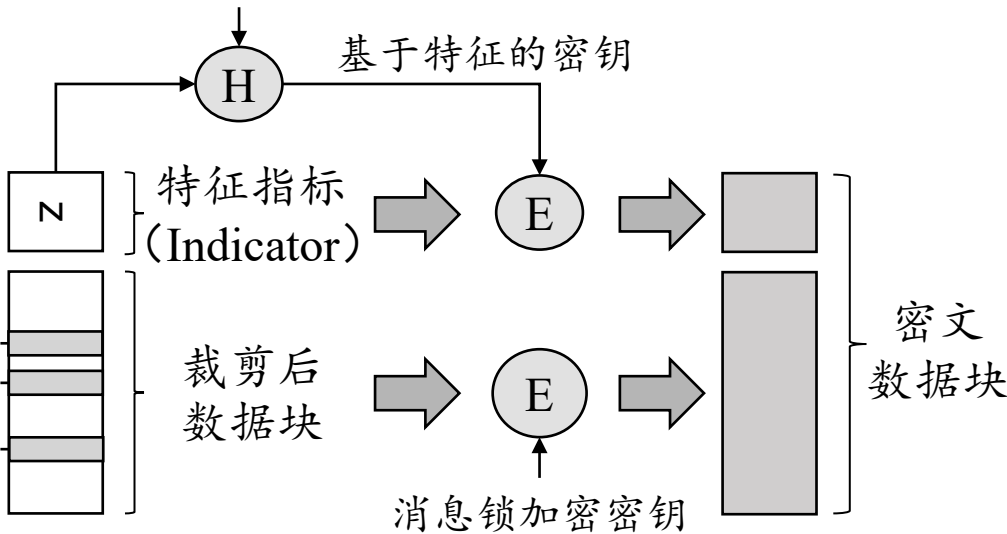 H
基于特征的密钥
N
特征指标
（Indicator）
E
裁剪后
数据块
E
密文
数据块
消息锁加密密钥